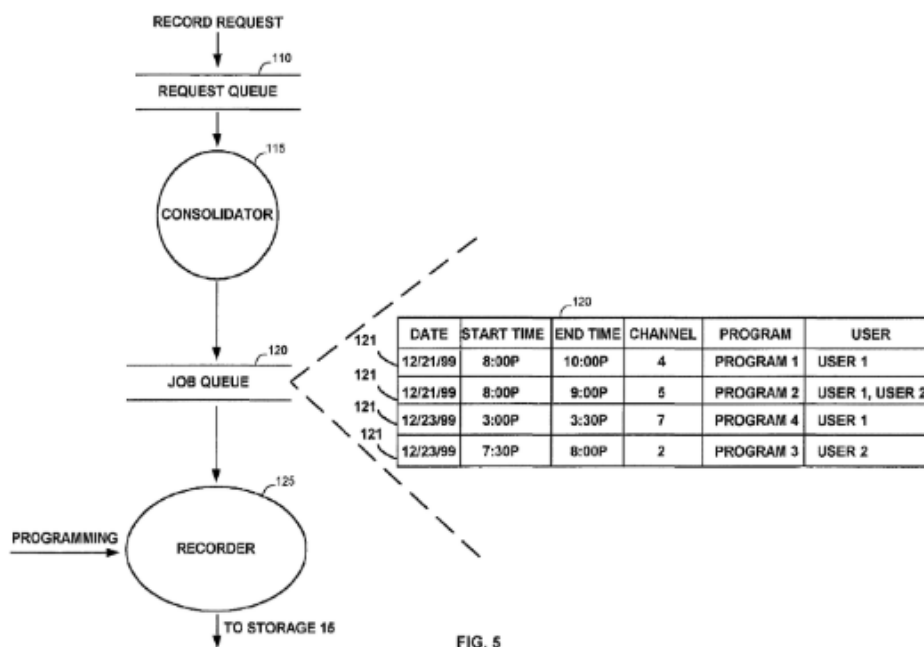 RECORD REQUEST
110
REQUEST QUEUE
115
CONSOLIDATOR
120
JOB QUEUE
120
DATE START TIME END TIME CHANNEL PROGRAM USER
121
12/21/99 8:00P 10:00P 4 PROGRAM 1 USER 1
121
12/21/99 8:00P 9:00P 5 PROGRAM 2 USER 1, USER 2
121
12/23/99 3:00P 3:30P 7 PROGRAM 4 USER 1
121
12/23/99 7:30P 8:00P 2 PROGRAM 3 USER 2
125
PROGRAMMING
RECORDER
TO STORAGE 15
FIG. 5